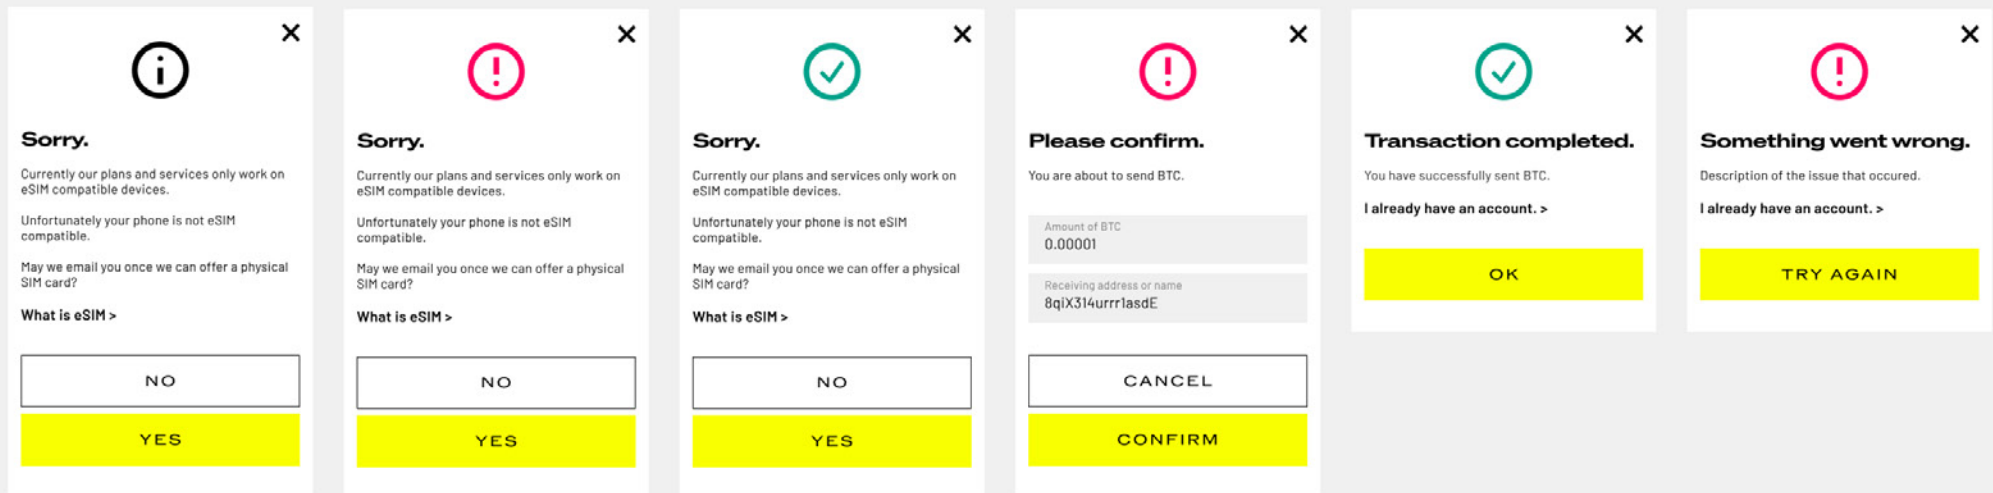 Sorry.
Currently our plans and services only work on
eSIM compatible devices.
Unfortunately your phone is not eSIM
compatible.
May we email you once we can offer a physical
SIM card?
What is eSIM >
NO
YES
Sorry.
Currently our plans and services only work on
eSIM compatible devices.
Unfortunately your phone is not eSIM
compatible.
May we email you once we can offer a physical
SIM card?
What is eSIM >
NO
YES
Sorry.
Currently our plans and services only work on
eSIM compatible devices.
Unfortunately your phone is not eSIM
compatible.
May we email you once we can offer a physical
SIM card?
What is eSIM >
NO
YES
Please confirm.
You are about to send BTC.
Amount of BTC
0.00001
Receiving address or name
8qiX314urrr1asdE
CANCEL
CONFIRM
Transaction completed.
You have successfully sent BTC.
I already have an account. >
OK
Something went wrong.
Description of the issue that occured.
I already have an account. >
TRY AGAIN